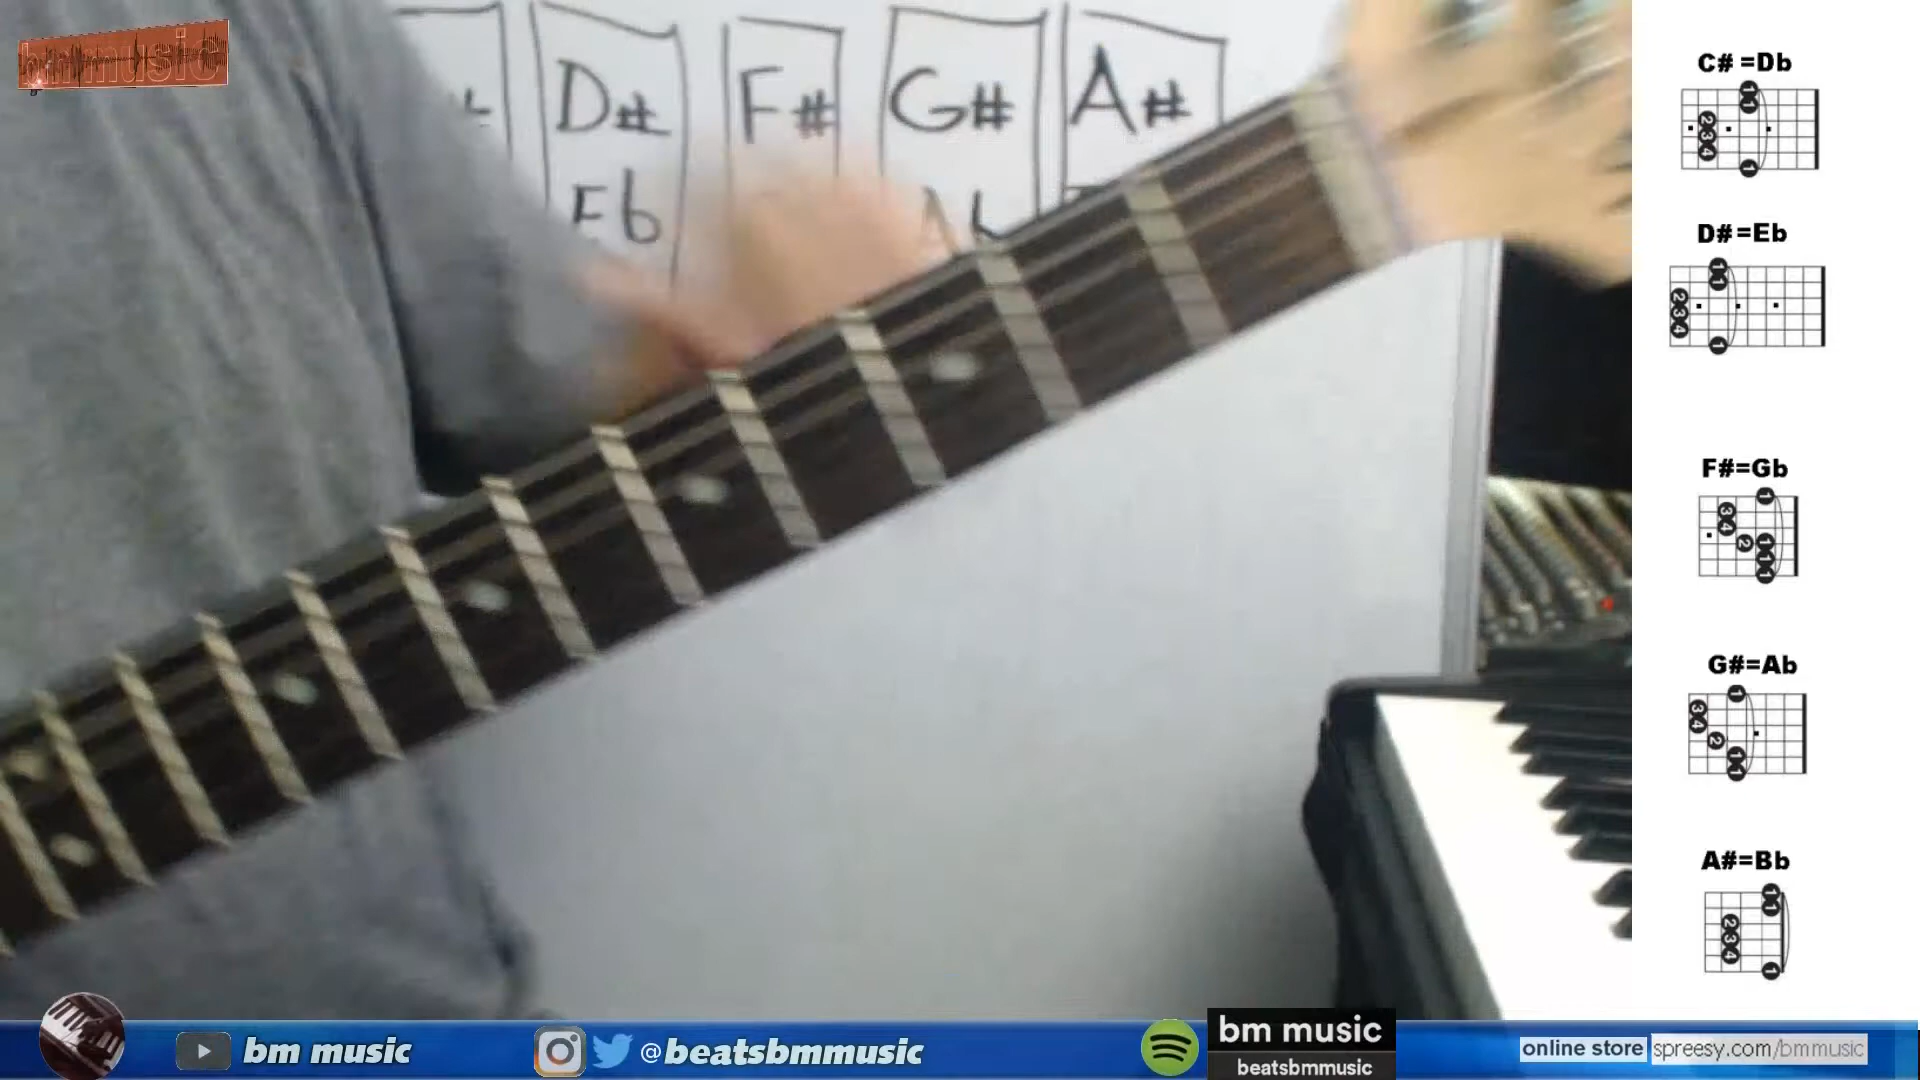 bmmusic
D# F# G# A#
Eb
C# =Db
D#=Eb
F#=Gb
G#=Ab
A#=Bb
bm music
@beatsbmmusic
bm music
beatsbmmusic
online store spreesy.com/bmmusic